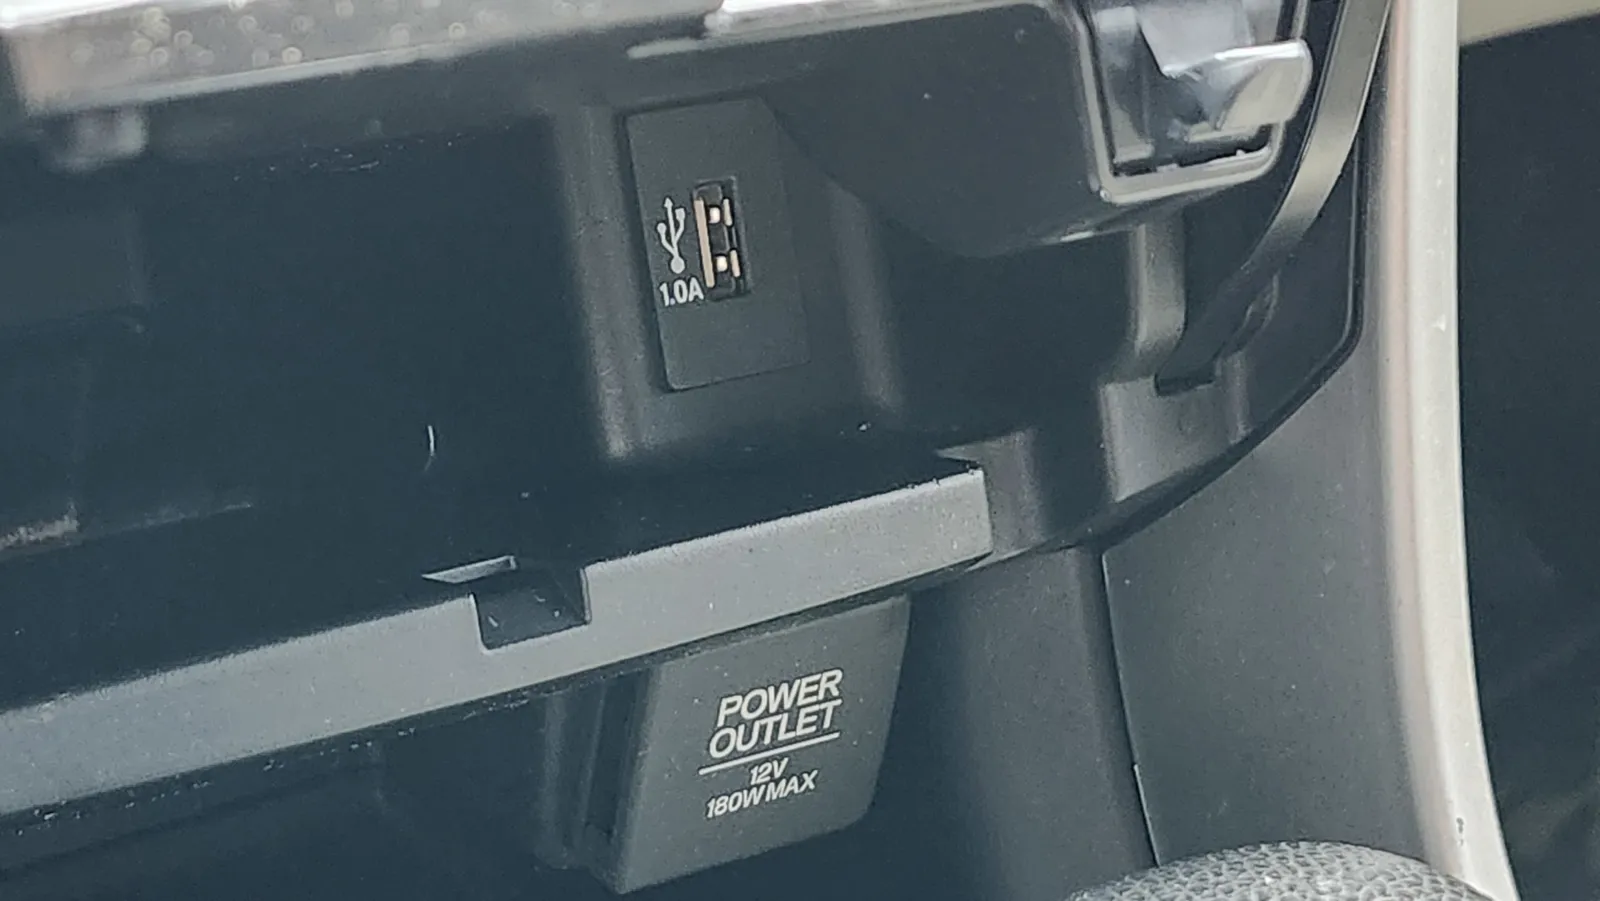 1.0A
POWER
OUTLET
12V
180W MAX